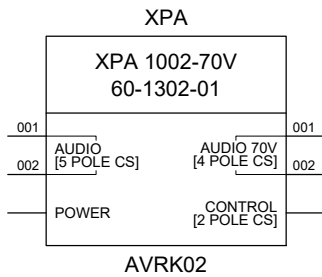 XPA
XPA 1002-70V
60-1302-01
001
001
AUDIO
[5 POLE CS]
AUDIO 70V
[4 POLE CS]
002
002
POWER
CONTROL
[2 POLE CS]
AVRK02